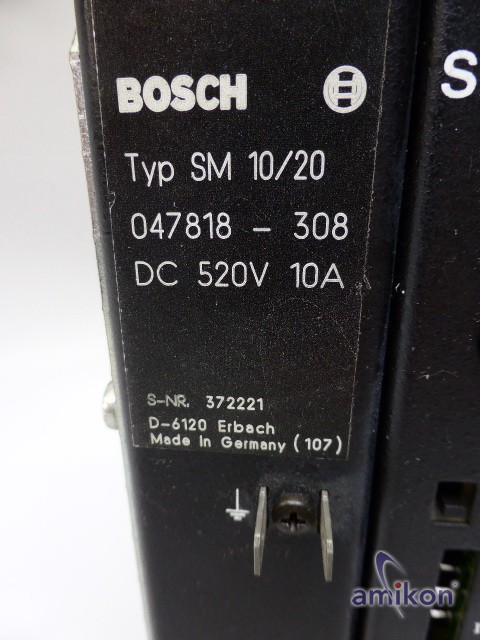 BOSCH
S
Typ SM 10/20
047818 - 308
DC 520V 10A
S-NR. 372221
D-6120 Erbach
Made In Germany (107)
amikon